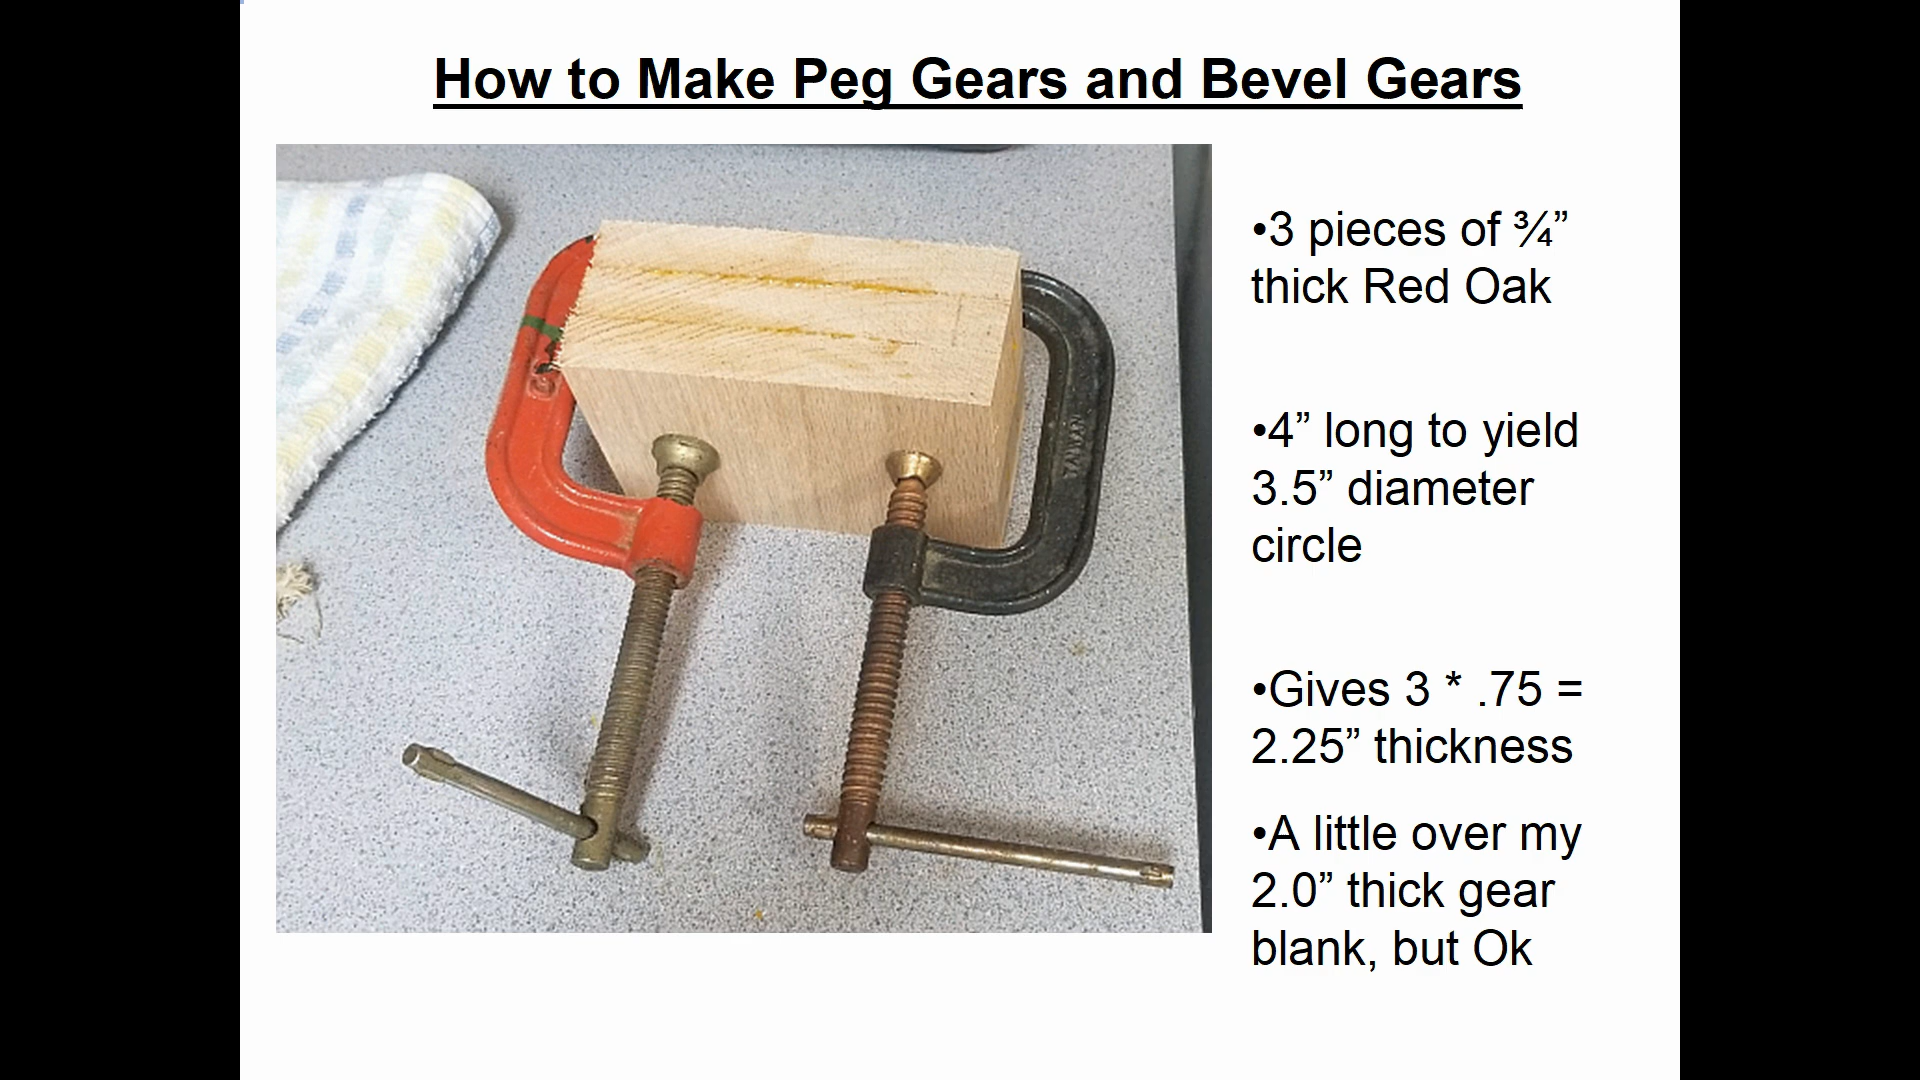 How to Make Peg Gears and Bevel Gears
•3 pieces of ¾”
thick Red Oak
•4” long to yield
3.5” diameter
circle
•Gives 3 * .75 =
2.25” thickness
•A little over my
2.0” thick gear
blank, but Ok